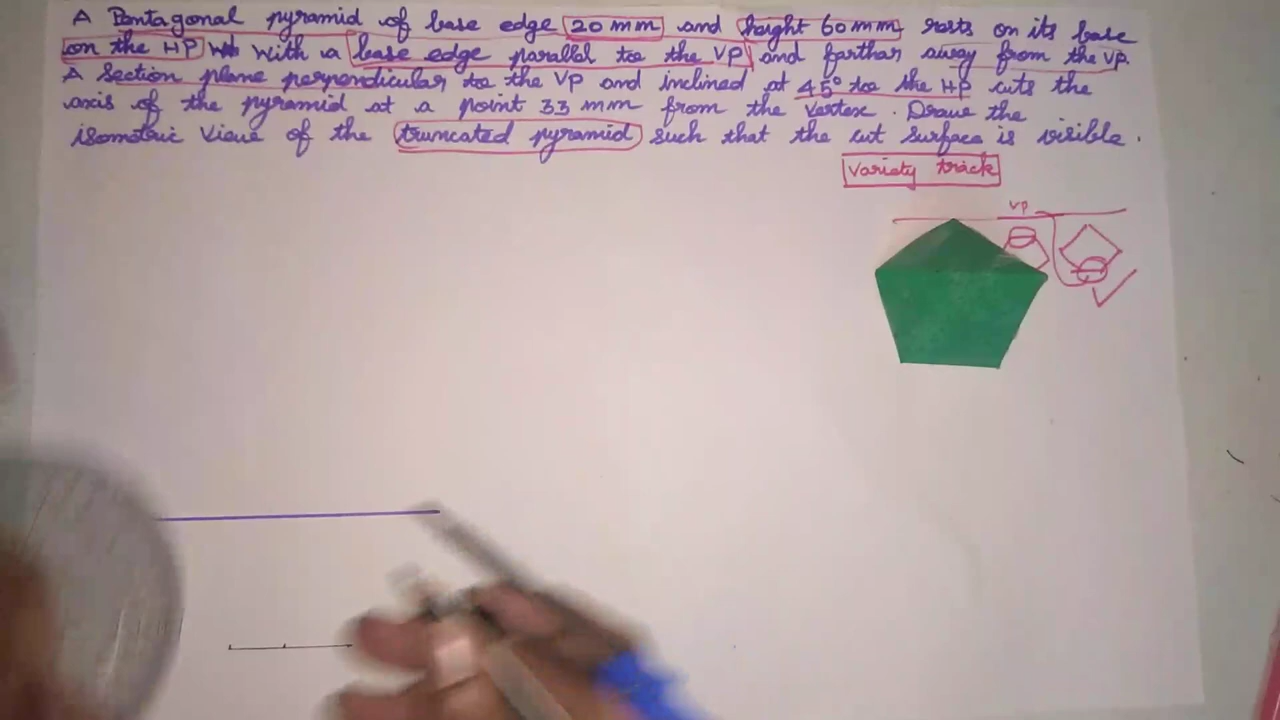 A Pentagonal pyramid of base edge 20 mm and height 60 mm rests on its base
on the HP with a base edge parallel to the VP and farther away from the VP.
A section plane perpendicular to the VP and inclined at 45° to the HP cuts the
axis of the pyramid at a point 33 mm from the vertex. Draw the
isometric view of the truncated pyramid such that the cut surface is visible.
Variety track
VP